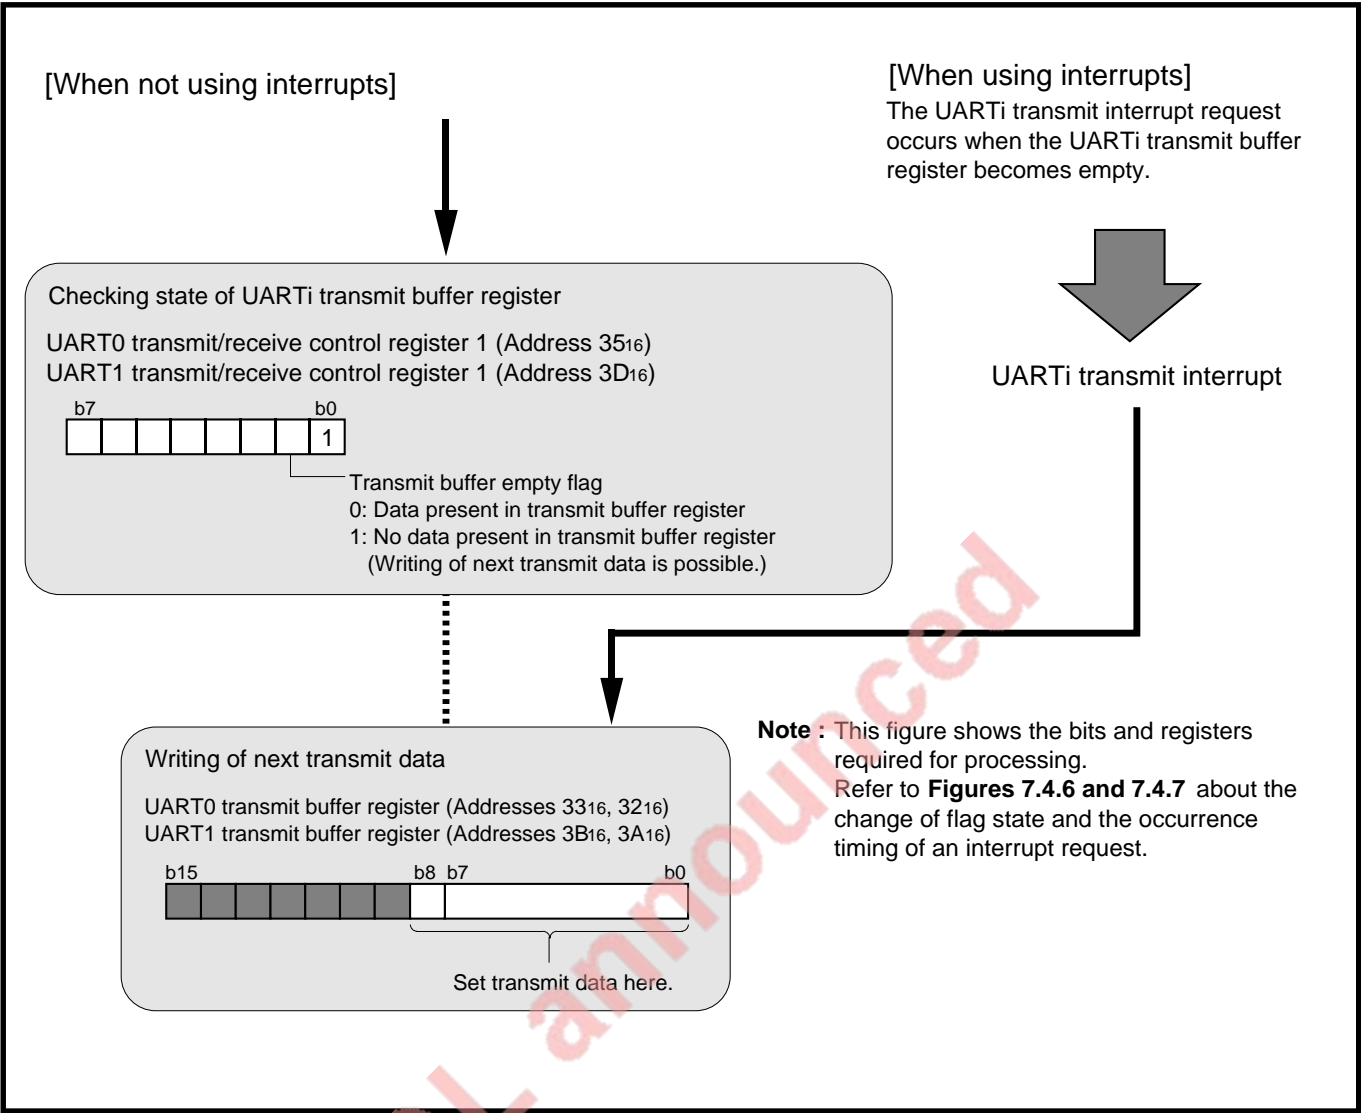 [When not using interrupts]
[When using interrupts]
The UARTi transmit interrupt request
occurs when the UARTi transmit buffer
register becomes empty.
Checking state of UARTi transmit buffer register
UART0 transmit/receive control register 1 (Address 3516)
UART1 transmit/receive control register 1 (Address 3D16)
b7 b0
1
Transmit buffer empty flag
0: Data present in transmit buffer register
1: No data present in transmit buffer register
(Writing of next transmit data is possible.)
UARTi transmit interrupt
Writing of next transmit data
UART0 transmit buffer register (Addresses 3316, 3216)
UART1 transmit buffer register (Addresses 3B16, 3A16)
b15 b8 b7 b0
Set transmit data here.
Note : This figure shows the bits and registers
required for processing.
Refer to Figures 7.4.6 and 7.4.7 about the
change of flag state and the occurrence
timing of an interrupt request.
announced